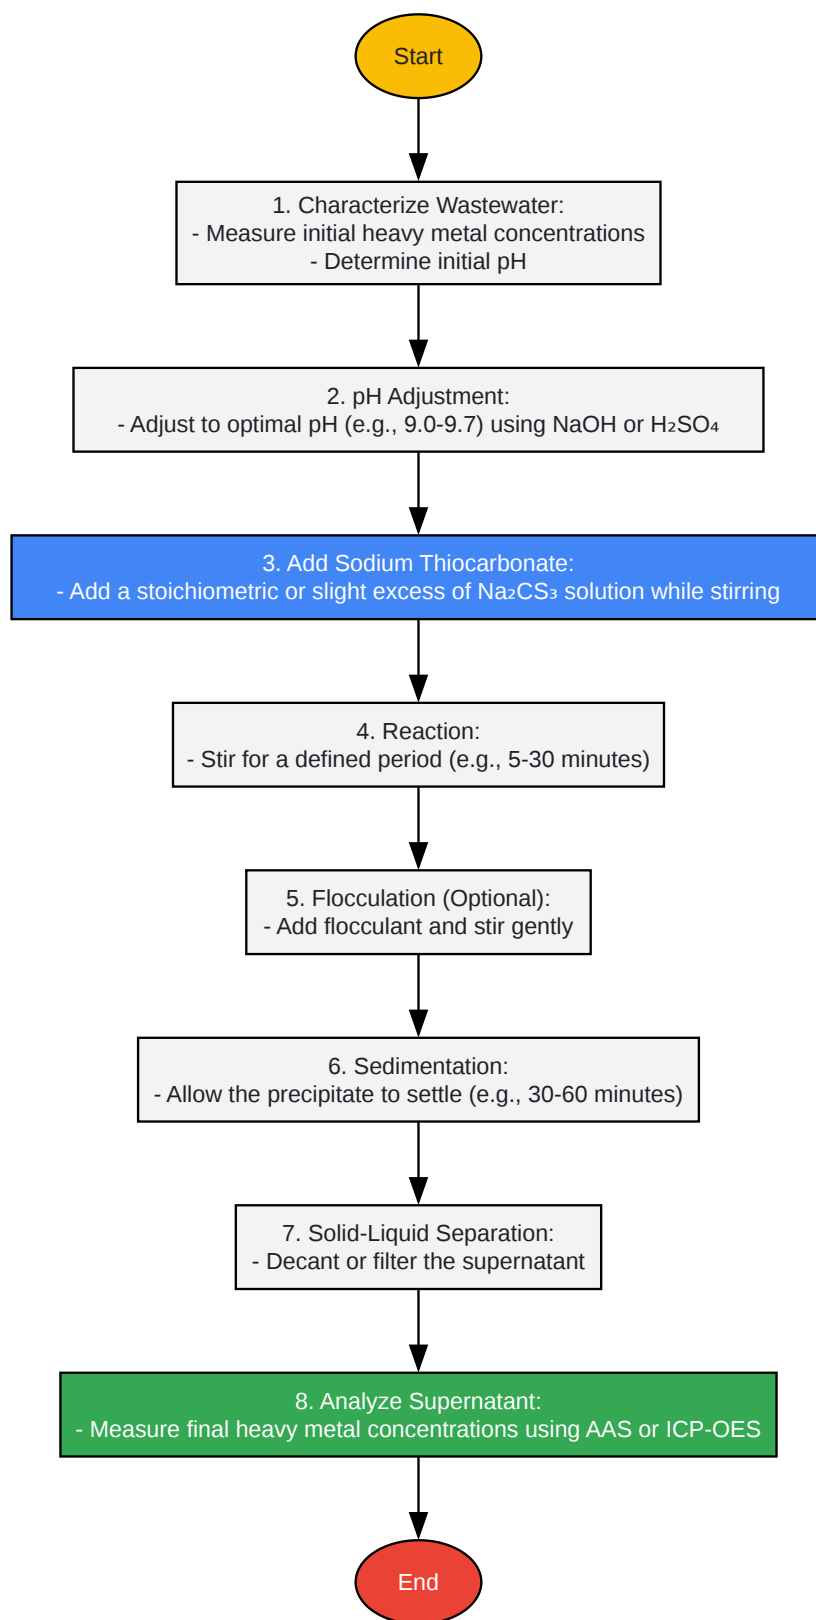 Start
1. Characterize Wastewater:
- Measure initial heavy metal concentrations
- Determine initial pH
2. pH Adjustment:
- Adjust to optimal pH (e.g., 9.0-9.7) using NaOH or H₂SO₄
3. Add Sodium Thiocarbonate:
- Add a stoichiometric or slight excess of Na₂CS₃ solution while stirring
4. Reaction:
- Stir for a defined period (e.g., 5-30 minutes)
5. Flocculation (Optional):
- Add flocculant and stir gently
6. Sedimentation:
- Allow the precipitate to settle (e.g., 30-60 minutes)
7. Solid-Liquid Separation:
- Decant or filter the supernatant
8. Analyze Supernatant:
- Measure final heavy metal concentrations using AAS or ICP-OES
End